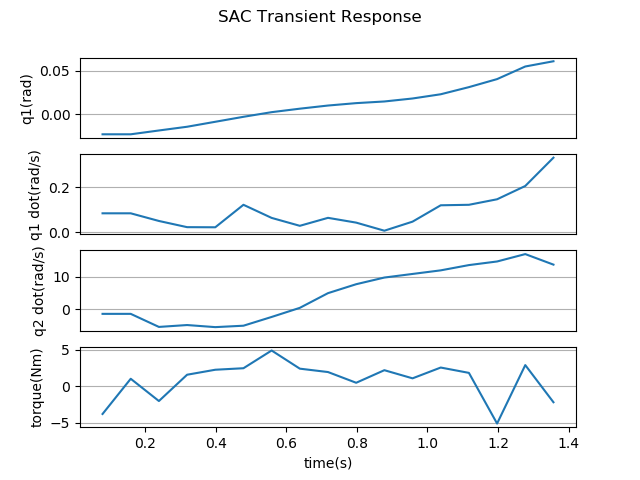 SAC Transient Response
q1(rad)
0.05
0.00
q1 dot(rad/s)
0.2
0.0
q2 dot(rad/s)
10
0
torque(Nm)
5
0
−5
0.2 0.4 0.6 0.8 1.0 1.2 1.4
time(s)